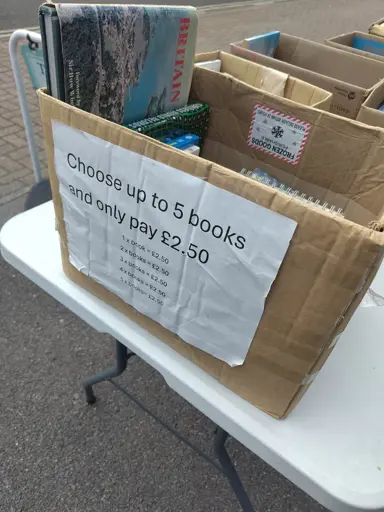 BRITAIN
FROZEN GOODS
Choose up to 5 books
and only pay £2.50
1 x book = £2.50
2 x books = £2.50
3 x books = £2.50
4 x books = £2.50
5 x books = £2.50